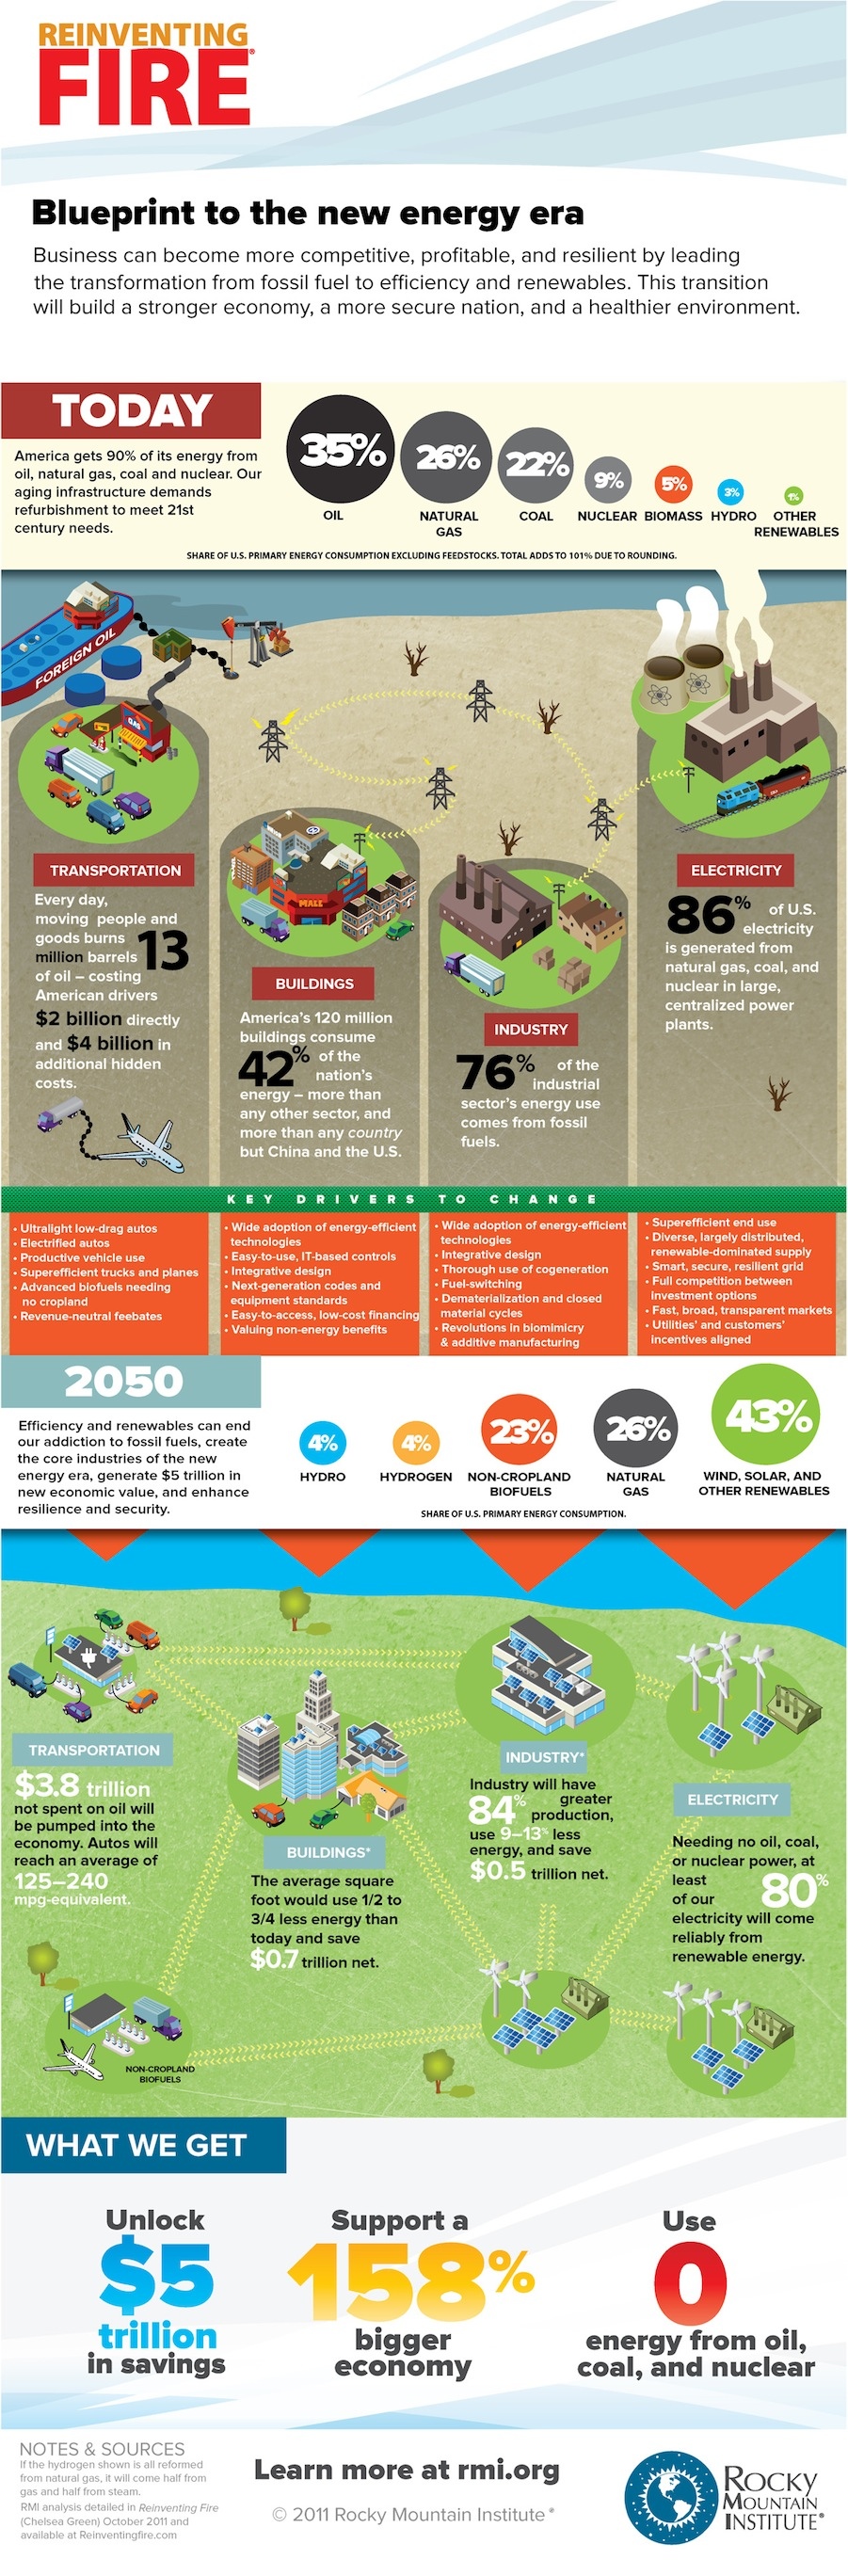 REINVENTING
FIRE®
Blueprint to the new energy era
Business can become more competitive, profitable, and resilient by leading
the transformation from fossil fuel to efficiency and renewables. This transition
will build a stronger economy, a more secure nation, and a healthier environment.
TODAY
America gets 90% of its energy from
oil, natural gas, coal and nuclear. Our
aging infrastructure demands
refurbishment to meet 21st
century needs.
35%
OIL
26%
NATURAL
GAS
22%
COAL
9%
NUCLEAR
5%
BIOMASS
3%
HYDRO
1%
OTHER
RENEWABLES
SHARE OF U.S. PRIMARY ENERGY CONSUMPTION EXCLUDING FEEDSTOCKS. TOTAL ADDS TO 101% DUE TO ROUNDING.
FOREIGN OIL
GAS
MALL
TRANSPORTATION
Every day,
moving people and
goods burns 13
million barrels
of oil – costing
American drivers
$2 billion directly
and $4 billion in
additional hidden
costs.
BUILDINGS
America's 120 million
buildings consume
42% of the
nation's
energy – more than
any other sector, and
more than any country
but China and the U.S.
INDUSTRY
76% of the
industrial
sector's energy use
comes from fossil
fuels.
ELECTRICITY
86% of U.S.
electricity
is generated from
natural gas, coal, and
nuclear in large,
centralized power
plants.
KEY DRIVERS TO CHANGE
• Ultralight low-drag autos
• Electrified autos
• Productive vehicle use
• Superefficient trucks and planes
• Advanced biofuels needing
no cropland
• Revenue-neutral feebates
• Wide adoption of energy-efficient
technologies
• Easy-to-use, IT-based controls
• Integrative design
• Next-generation codes and
equipment standards
• Easy-to-access, low-cost financing
• Valuing non-energy benefits
• Wide adoption of energy-efficient
technologies
• Integrative design
• Thorough use of cogeneration
• Fuel-switching
• Dematerialization and closed
material cycles
• Revolutions in biomimicry
& additive manufacturing
• Superefficient end use
• Diverse, largely distributed,
renewable-dominated supply
• Smart, secure, resilient grid
• Full competition between
investment options
• Fast, broad, transparent markets
• Utilities' and customers'
incentives aligned
2050
Efficiency and renewables can end
our addiction to fossil fuels, create
the core industries of the new
energy era, generate $5 trillion in
new economic value, and enhance
resilience and security.
4%
HYDRO
4%
HYDROGEN
23%
NON-CROPLAND
BIOFUELS
26%
NATURAL
GAS
43%
WIND, SOLAR, AND
OTHER RENEWABLES
SHARE OF U.S. PRIMARY ENERGY CONSUMPTION.
TRANSPORTATION
$3.8 trillion
not spent on oil will
be pumped into the
economy. Autos will
reach an average of
125–240
mpg-equivalent.
BUILDINGS*
The average square
foot would use 1/2 to
3/4 less energy than
today and save
$0.7 trillion net.
INDUSTRY*
Industry will have
84% greater
production,
use 9–13% less
energy, and save
$0.5 trillion net.
ELECTRICITY
Needing no oil, coal,
or nuclear power, at
least 80%
of our
electricity will come
reliably from
renewable energy.
NON-CROPLAND
BIOFUELS
WHAT WE GET
Unlock
$5
trillion
in savings
Support a
158%
bigger
economy
Use
0
energy from oil,
coal, and nuclear
NOTES & SOURCES
If the hydrogen shown is all reformed
from natural gas, it will come half from
gas and half from steam.
RMI analysis detailed in Reinventing Fire
(Chelsea Green) October 2011 and
available at Reinventingfire.com
Learn more at rmi.org
© 2011 Rocky Mountain Institute®
ROCKY
MOUNTAIN
INSTITUTE®